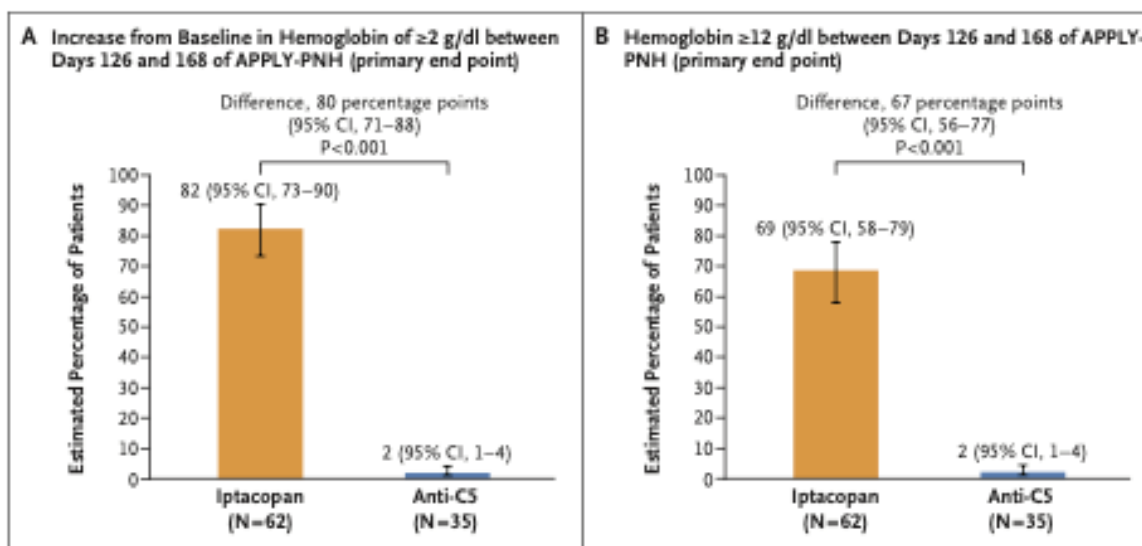 A Increase from Baseline in Hemoglobin of ≥2 g/dl between
Days 126 and 168 of APPLY-PNH (primary end point)
Difference, 80 percentage points
(95% CI, 71–88)
P<0.001
Estimated Percentage of Patients
100
90
80
70
60
50
40
30
20
10
0
82 (95% CI, 73–90)
2 (95% CI, 1–4)
Iptacopan
(N=62)
Anti-C5
(N=35)
B Hemoglobin ≥12 g/dl between Days 126 and 168 of APPLY-
PNH (primary end point)
Difference, 67 percentage points
(95% CI, 56–77)
P<0.001
Estimated Percentage of Patients
100
90
80
70
60
50
40
30
20
10
0
69 (95% CI, 58–79)
2 (95% CI, 1–4)
Iptacopan
(N=62)
Anti-C5
(N=35)